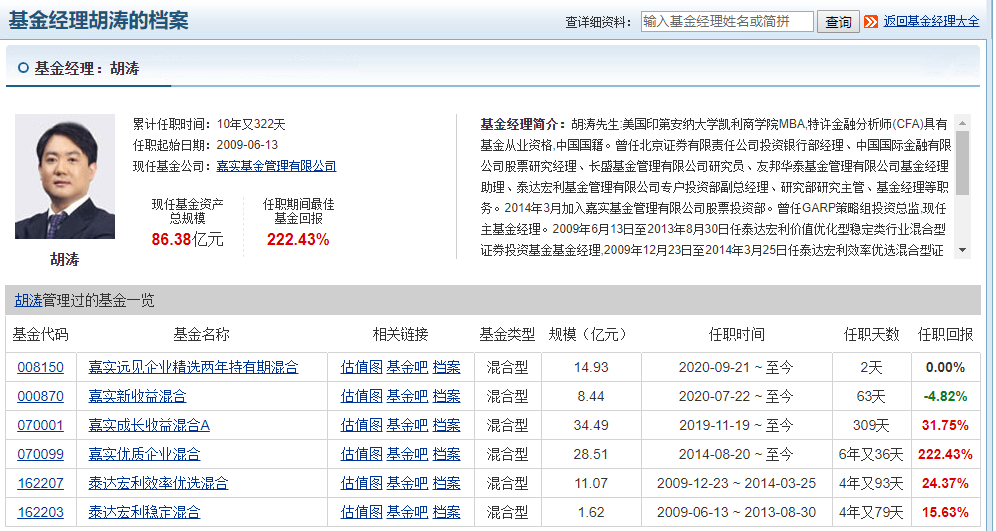 基金经理胡涛的档案
查详细资料： 输入基金经理姓名或简拼 查询 返回基金经理大全
基金经理：胡涛
累计任职时间：10年又322天
任职起始日期：2009-06-13
现任基金公司：嘉实基金管理有限公司
现任基金资产 任职期间最佳
总规模 基金回报
86.38亿元 222.43%
胡涛
基金经理简介：胡涛先生:美国印第安纳大学凯利商学院MBA,特许金融分析师(CFA)具有
基金从业资格,中国国籍。曾任北京证券有限责任公司投资银行部经理、中国国际金融有限
公司股票研究经理、长盛基金管理有限公司研究员、友邦华泰基金管理有限公司基金经理
助理、泰达宏利基金管理有限公司专户投资部副总经理、研究部研究主管、基金经理等职
务。2014年3月加入嘉实基金管理有限公司股票投资部。曾任GARP策略组投资总监,现任
主基金经理。2009年6月13日至2013年8月30日任泰达宏利价值优化型稳定类行业混合型
证券投资基金基金经理,2009年12月23日至2014年3月25日任泰达宏利效率优选混合型证
胡涛管理过的基金一览
基金代码 基金名称 相关链接 基金类型 规模（亿元） 任职时间 任职天数 任职回报
008150 嘉实远见企业精选两年持有期混合 估值图 基金吧 档案 混合型 14.93 2020-09-21 ~ 至今 2天 0.00%
000870 嘉实新收益混合 估值图 基金吧 档案 混合型 8.44 2020-07-22 ~ 至今 63天 -4.82%
070001 嘉实成长收益混合A 估值图 基金吧 档案 混合型 34.49 2019-11-19 ~ 至今 309天 31.75%
070099 嘉实优质企业混合 估值图 基金吧 档案 混合型 28.51 2014-08-20 ~ 至今 6年又36天 222.43%
162207 泰达宏利效率优选混合 估值图 基金吧 档案 混合型 11.07 2009-12-23 ~ 2014-03-25 4年又93天 24.37%
162203 泰达宏利稳定混合 估值图 基金吧 档案 混合型 1.62 2009-06-13 ~ 2013-08-30 4年又79天 15.63%